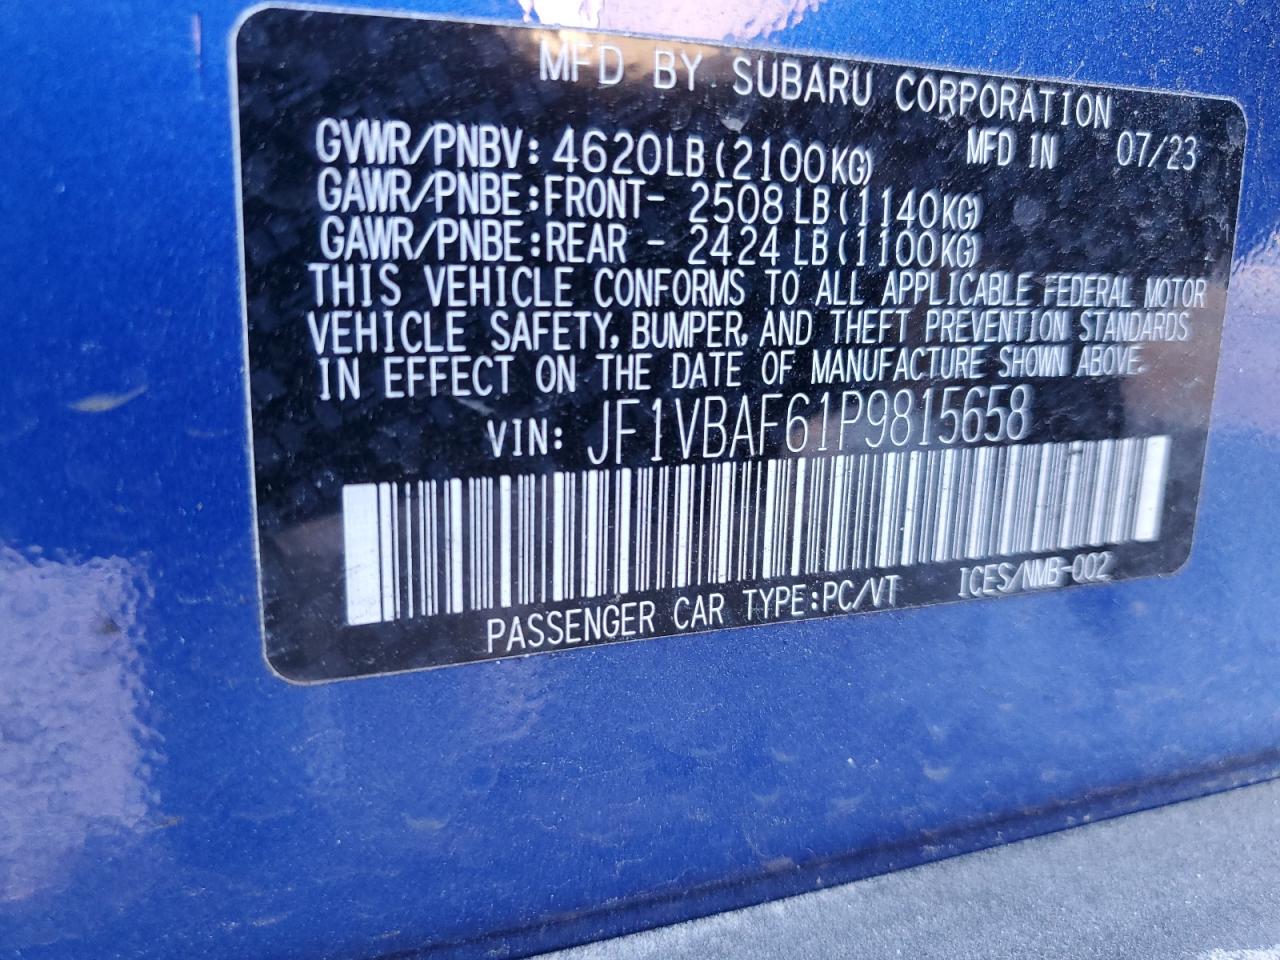 MFD BY SUBARU CORPORATION
GVWR/PNBV: 4620LB (2100KG) MFD IN 07/23
GAWR/PNBE:FRONT- 2508 LB (1140KG)
GAWR/PNBE:REAR - 2424 LB (1100KG)
THIS VEHICLE CONFORMS TO ALL APPLICABLE FEDERAL MOTOR
VEHICLE SAFETY, BUMPER, AND THEFT PREVENTION STANDARDS
IN EFFECT ON THE DATE OF MANUFACTURE SHOWN ABOVE.
VIN: JF1VBAF61P9815658
PASSENGER CAR TYPE:PC/VT ICES/NMB-002